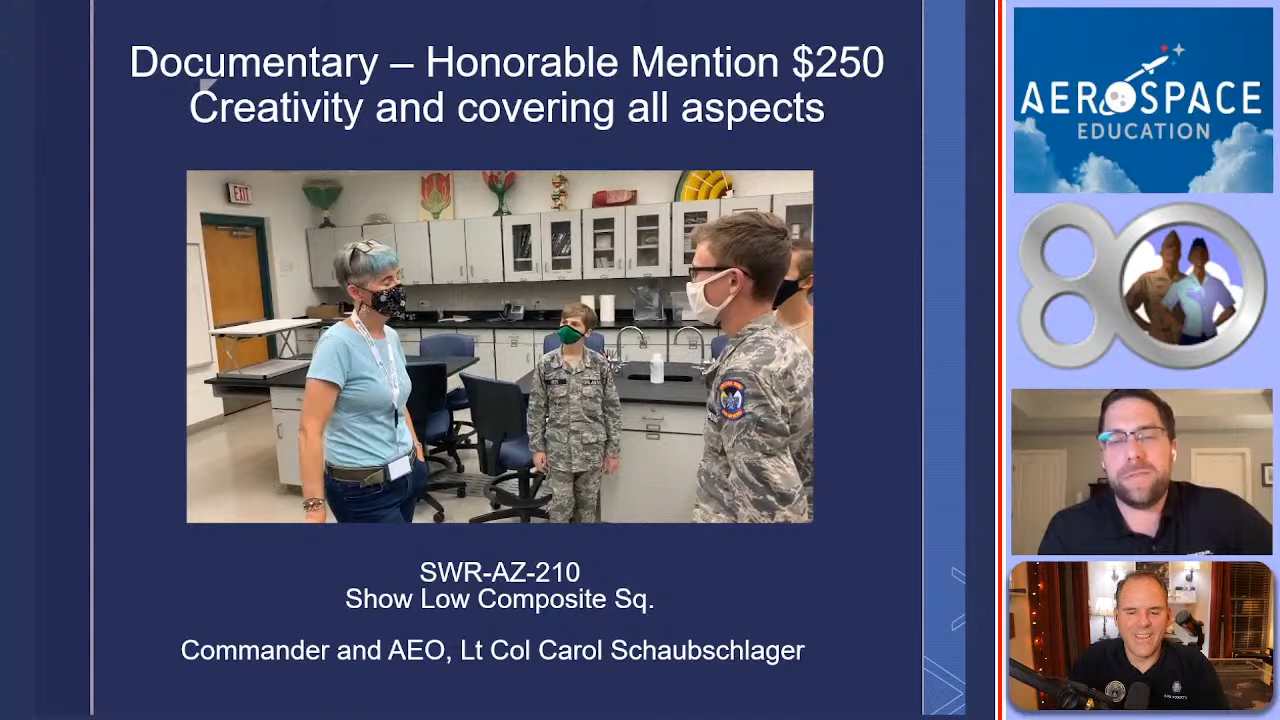 Documentary – Honorable Mention $250
Creativity and covering all aspects
EXIT
SWR-AZ-210
Show Low Composite Sq.
Commander and AEO, Lt Col Carol Schaubschlager
AEROSPACE
EDUCATION
80